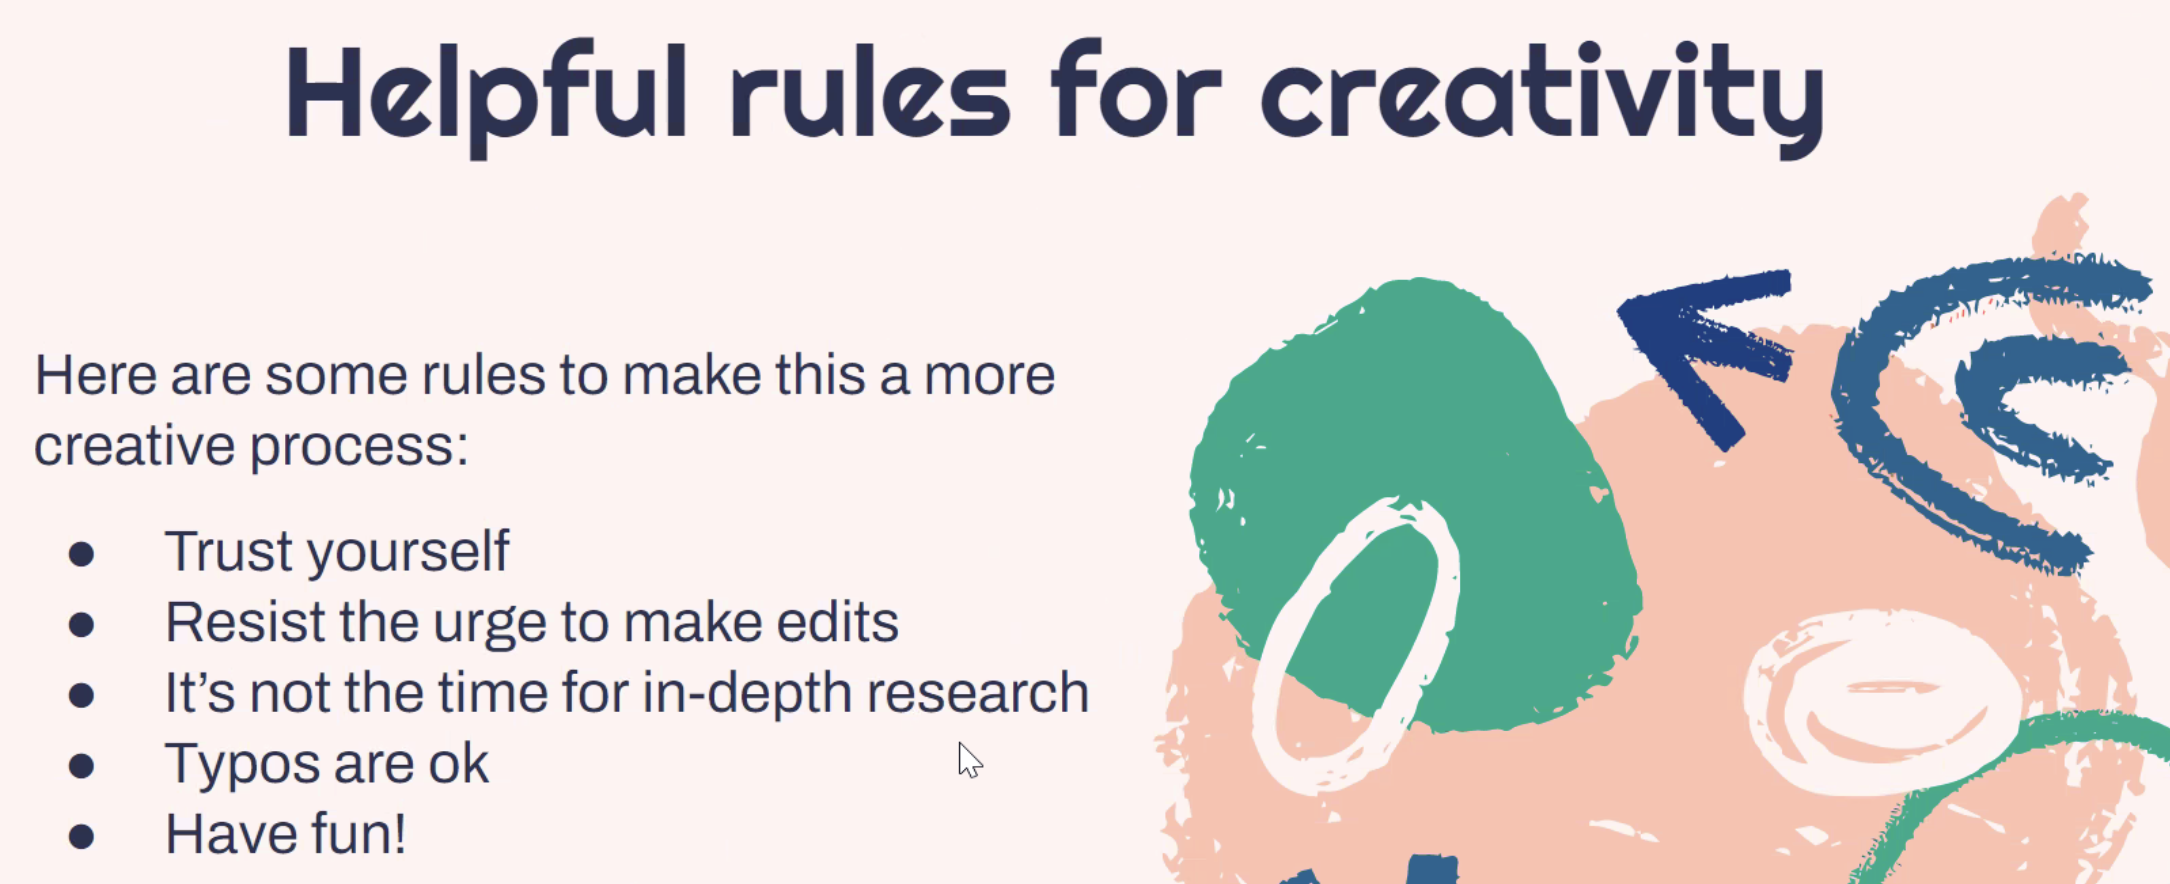 Helpful rules for creativity
Here are some rules to make this a more
creative process:
● Trust yourself
● Resist the urge to make edits
● It’s not the time for in-depth research
● Typos are ok
● Have fun!